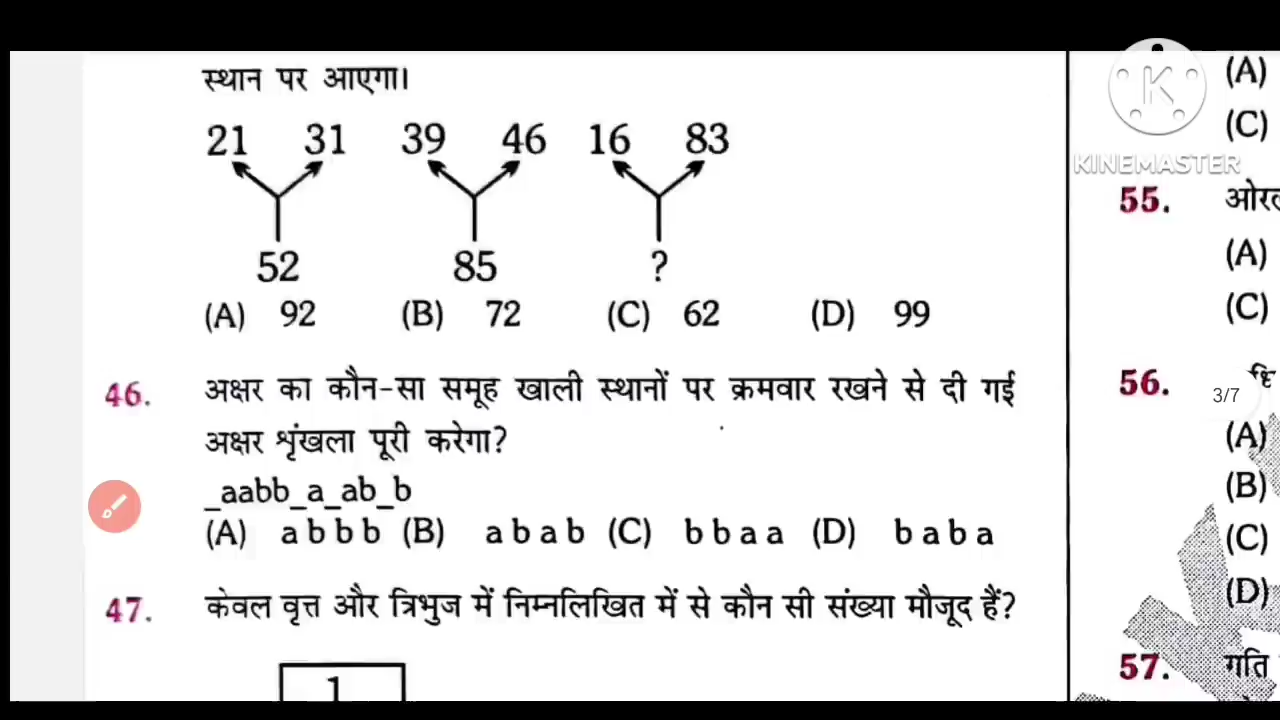 स्थान पर आएगा।
21 31 39 46 16 83
52 85 ?
(A) 92 (B) 72 (C) 62 (D) 99
46. अक्षर का कौन-सा समूह खाली स्थानों पर क्रमवार रखने से दी गई
अक्षर शृंखला पूरी करेगा?
_aabb_a_ab_b
(A) a b b b (B) a b a b (C) b b a a (D) b a b a
47. केवल वृत्त और त्रिभुज में निम्नलिखित में से कौन सी संख्या मौजूद हैं?
1
(A)
(C)
KINEMASTER
55.
(A)
(C)
56.
3/7
(A)
(B)
(C)
(D)
57. गति